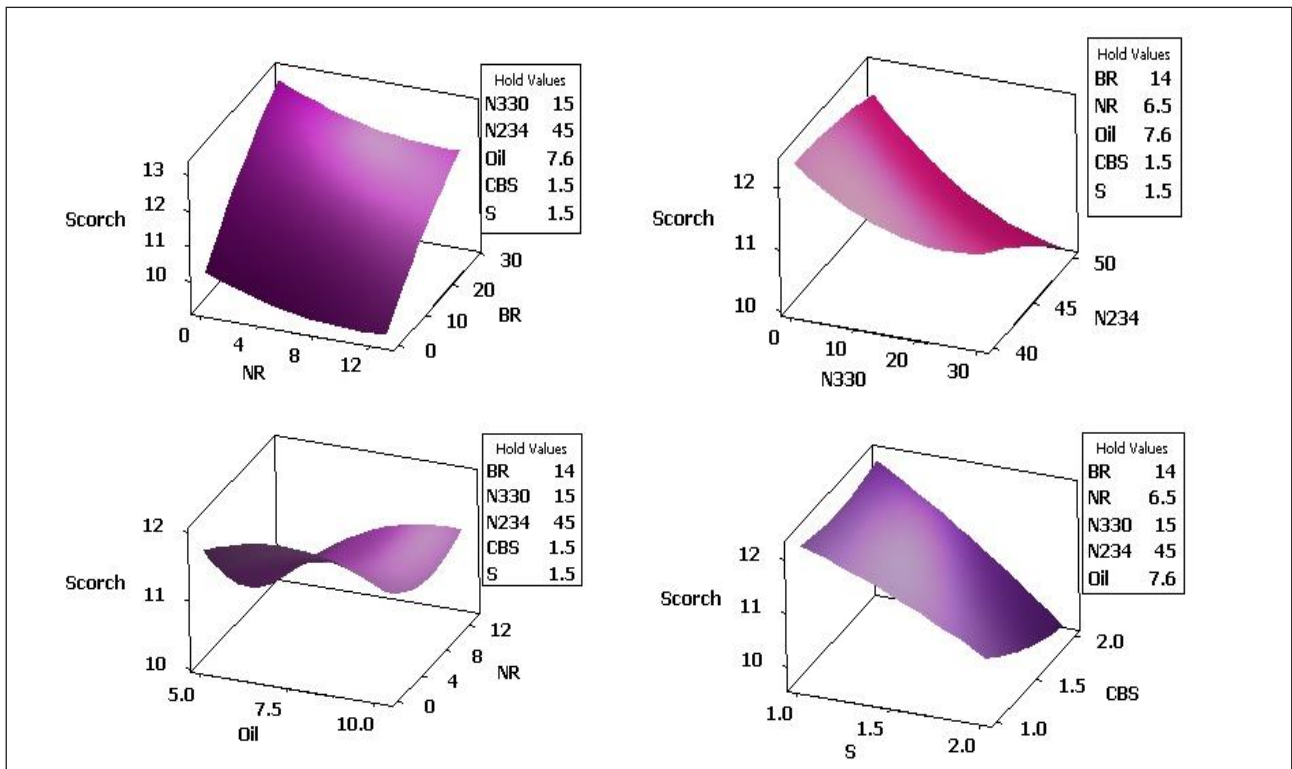 Hold Values
N330 15
N234 45
Oil 7.6
CBS 1.5
S 1.5
13
12
11
10
Scorch
0
4
8
12
NR
0
10
20
30
BR
Hold Values
BR 14
NR 6.5
Oil 7.6
CBS 1.5
S 1.5
12
11
10
Scorch
0
10
20
30
N330
40
45
50
N234
Hold Values
BR 14
N330 15
N234 45
CBS 1.5
S 1.5
12
11
10
Scorch
5.0
7.5
10.0
Oil
0
4
8
12
NR
Hold Values
BR 14
NR 6.5
N330 15
N234 45
Oil 7.6
12
11
10
Scorch
1.0
1.5
2.0
S
1.0
1.5
2.0
CBS